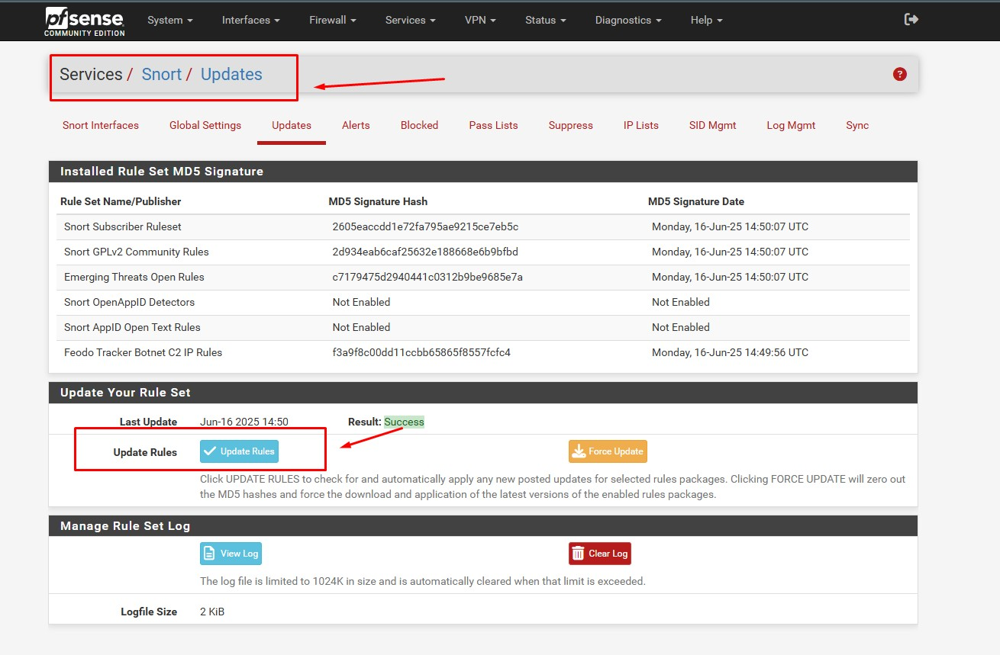 pfsense
COMMUNITY EDITION
System Interfaces Firewall Services VPN Status Diagnostics Help
Services / Snort / Updates
?
Snort Interfaces Global Settings Updates Alerts Blocked Pass Lists Suppress IP Lists SID Mgmt Log Mgmt Sync
Installed Rule Set MD5 Signature
Rule Set Name/Publisher MD5 Signature Hash MD5 Signature Date
Snort Subscriber Ruleset 2605eaccdd1e72fa795ae9215ce7eb5c Monday, 16-Jun-25 14:50:07 UTC
Snort GPLv2 Community Rules 2d934eab6caf25632e188668e6b9bfbd Monday, 16-Jun-25 14:50:07 UTC
Emerging Threats Open Rules c7179475d2940441c0312b9be9685e7a Monday, 16-Jun-25 14:50:07 UTC
Snort OpenAppID Detectors Not Enabled Not Enabled
Snort AppID Open Text Rules Not Enabled Not Enabled
Feodo Tracker Botnet C2 IP Rules f3a9f8c00dd11ccbb65865f8557fcfc4 Monday, 16-Jun-25 14:49:56 UTC
Update Your Rule Set
Last Update Jun-16 2025 14:50 Result: Success
Update Rules Update Rules Force Update
Click UPDATE RULES to check for and automatically apply any new posted updates for selected rules packages. Clicking FORCE UPDATE will zero out
the MD5 hashes and force the download and application of the latest versions of the enabled rules packages.
Manage Rule Set Log
View Log Clear Log
The log file is limited to 1024K in size and is automatically cleared when that limit is exceeded.
Logfile Size 2 KiB